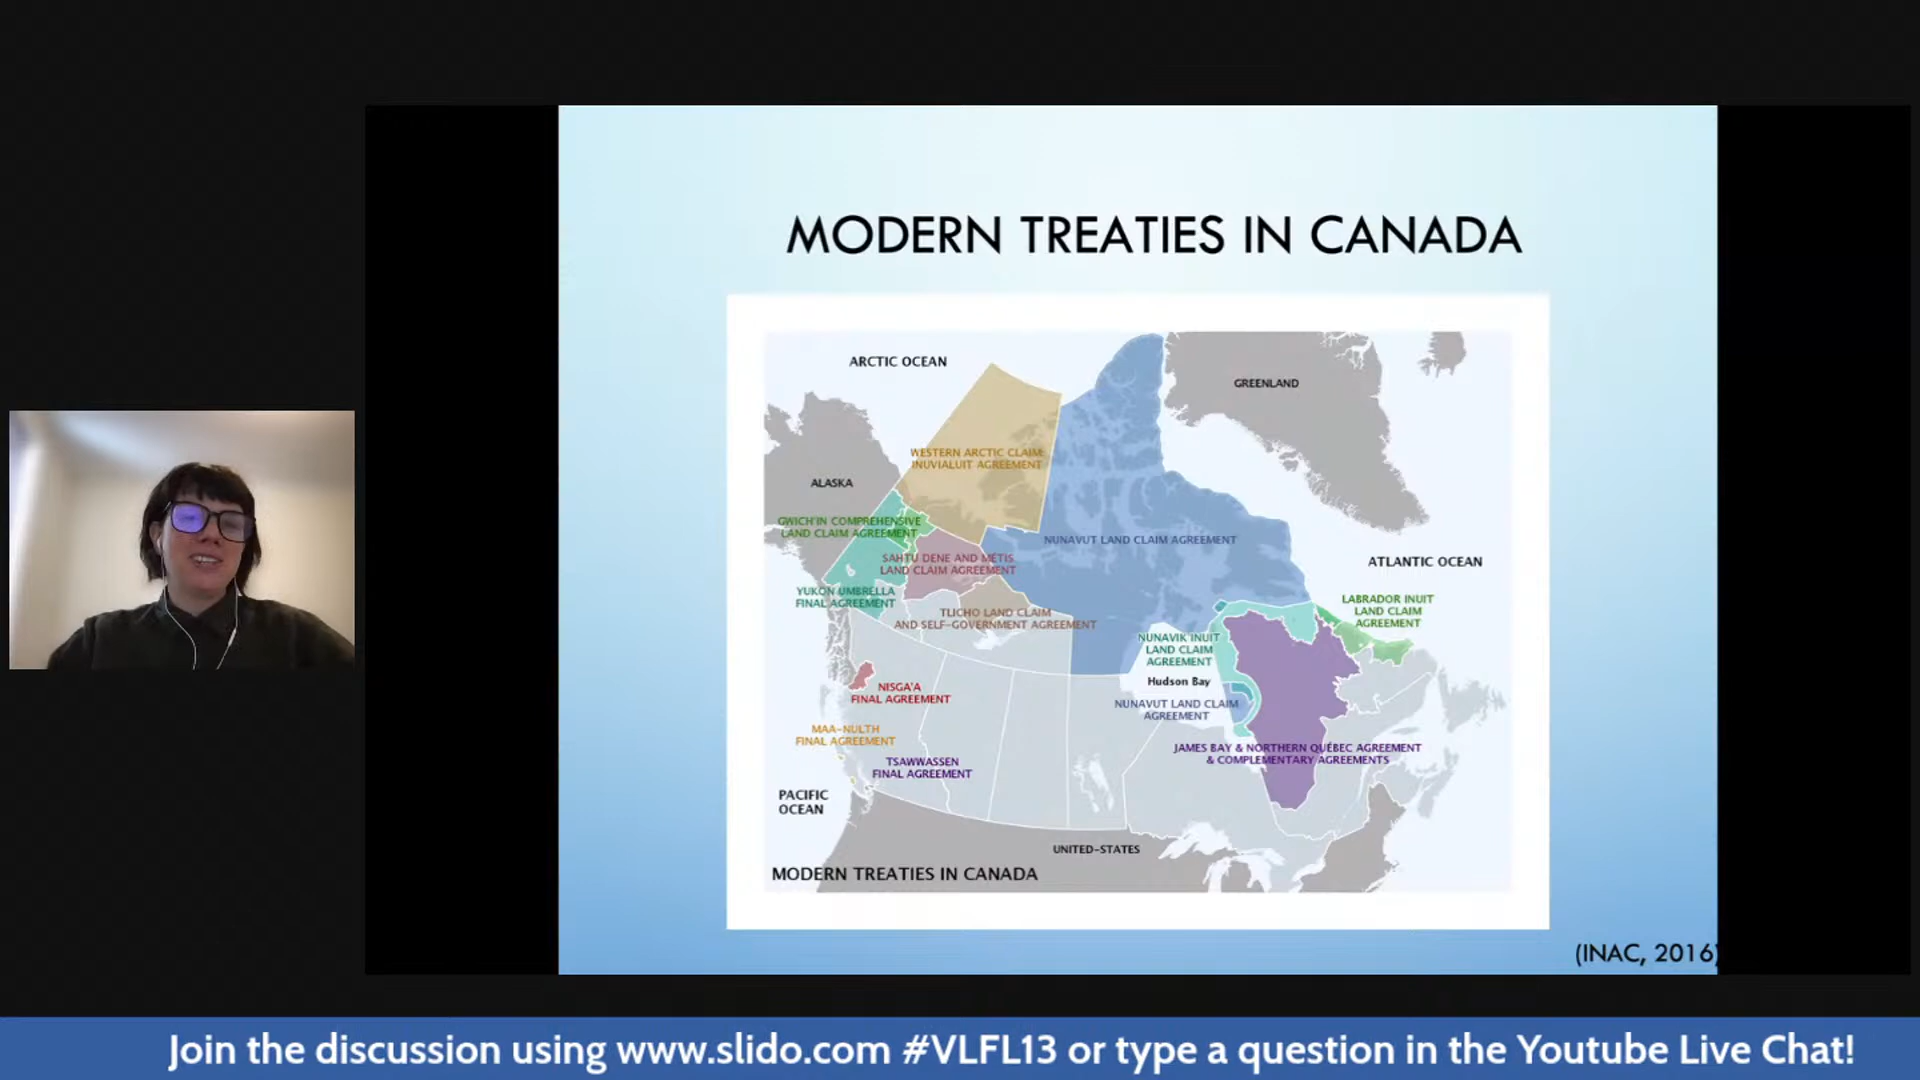 MODERN TREATIES IN CANADA
ARCTIC OCEAN
GREENLAND
WESTERN ARCTIC CLAIM:
INUVIALUIT AGREEMENT
ALASKA
GWICH'IN COMPREHENSIVE
LAND CLAIM AGREEMENT
NUNAVUT LAND CLAIM AGREEMENT
SAHTU DENE AND MÉTIS
LAND CLAIM AGREEMENT
ATLANTIC OCEAN
YUKON UMBRELLA
FINAL AGREEMENT
LABRADOR INUIT
LAND CLAIM
AGREEMENT
TLICHO LAND CLAIM
AND SELF-GOVERNMENT AGREEMENT
NUNAVIK INUIT
LAND CLAIM
AGREEMENT
Hudson Bay
NISGA'A
FINAL AGREEMENT
NUNAVUT LAND CLAIM
AGREEMENT
MAA-NULTH
FINAL AGREEMENT
JAMES BAY & NORTHERN QUÉBEC AGREEMENT
& COMPLEMENTARY AGREEMENTS
TSAWWASSEN
FINAL AGREEMENT
PACIFIC
OCEAN
UNITED-STATES
MODERN TREATIES IN CANADA
(INAC, 2016)
Join the discussion using www.slido.com #VLFL13 or type a question in the Youtube Live Chat!